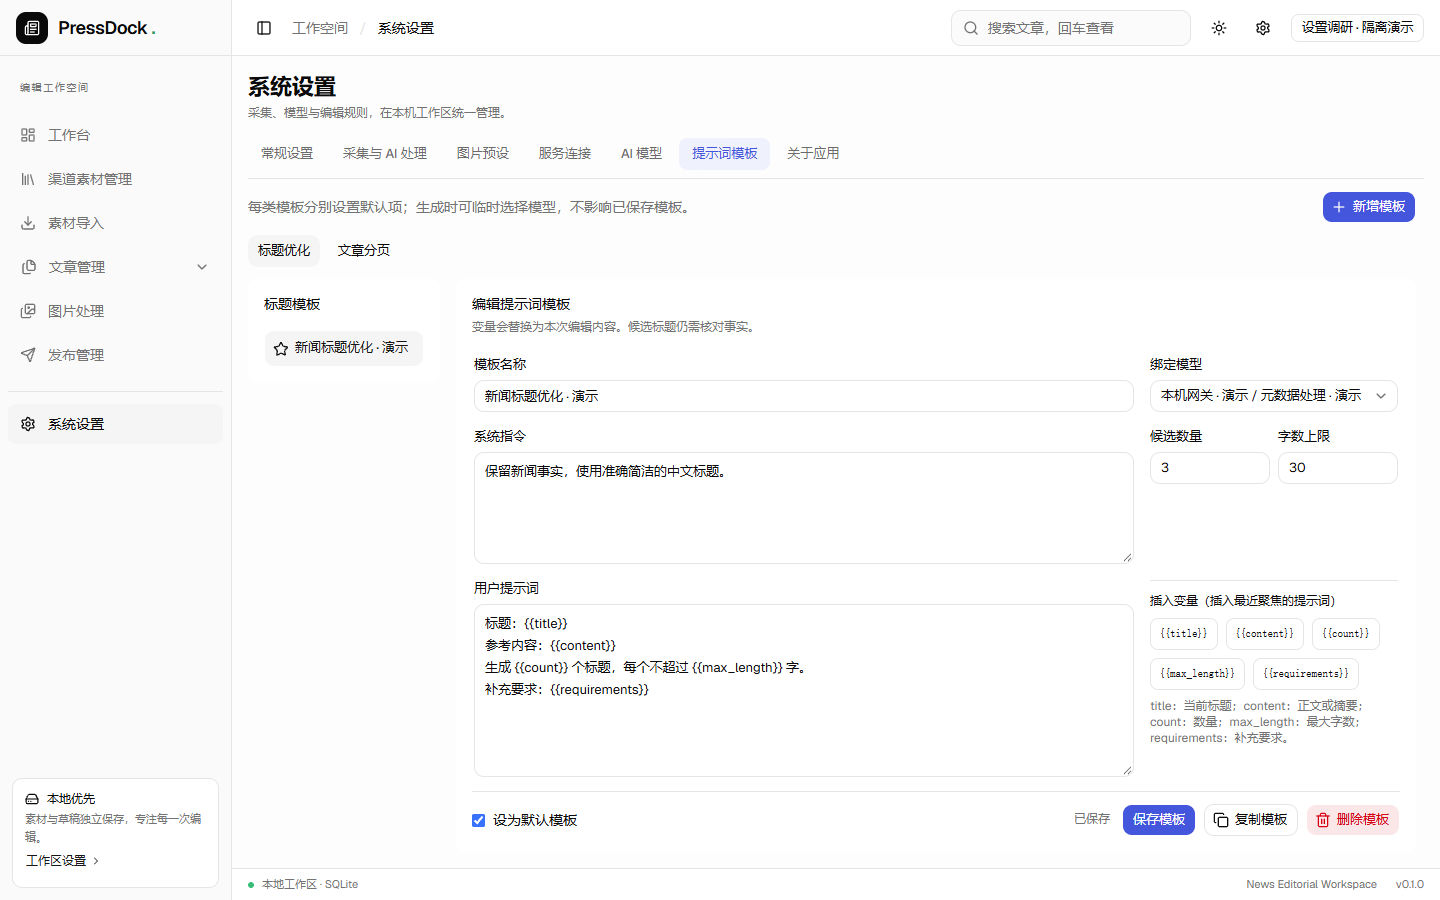 PressDock.
工作空间 / 系统设置
搜索文章，回车查看
设置调研 · 隔离演示
编辑工作空间
工作台
渠道素材管理
素材导入
文章管理
图片处理
发布管理
系统设置
本地优先
素材与草稿独立保存，专注每一次编
辑。
工作区设置
系统设置
采集、模型与编辑规则，在本机工作区统一管理。
常规设置 采集与 AI 处理 图片预设 服务连接 AI 模型 提示词模板 关于应用
每类模板分别设置默认项；生成时可临时选择模型，不影响已保存模板。
新增模板
标题优化 文章分页
标题模板
新闻标题优化 · 演示
编辑提示词模板
变量会替换为本次编辑内容。候选标题仍需核对事实。
模板名称
新闻标题优化 · 演示
绑定模型
本机网关 · 演示 / 元数据处理 · 演示
系统指令
保留新闻事实，使用准确简洁的中文标题。
候选数量 字数上限
3 30
用户提示词
标题：{{title}}
参考内容：{{content}}
生成 {{count}} 个标题，每个不超过 {{max_length}} 字。
补充要求：{{requirements}}
插入变量（插入最近聚焦的提示词）
{{title}} {{content}} {{count}}
{{max_length}} {{requirements}}
title：当前标题；content：正文或摘要；
count：数量；max_length：最大字数；
requirements：补充要求。
设为默认模板
已保存 保存模板 复制模板 删除模板
本地工作区 · SQLite
News Editorial Workspace v0.1.0